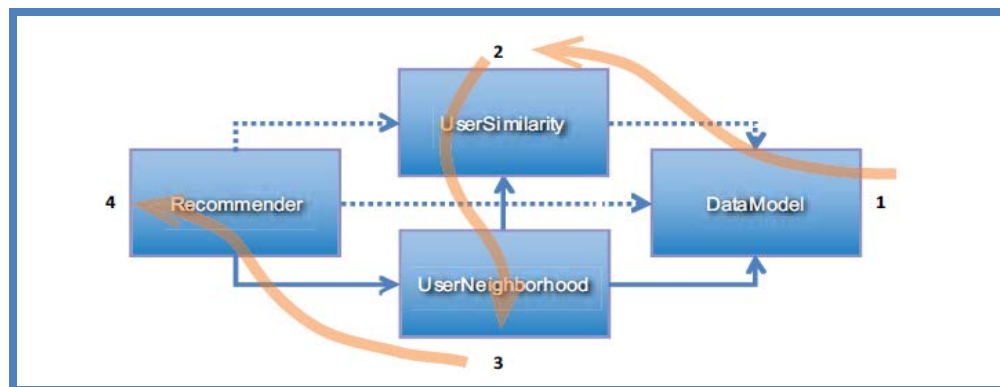 2
UserSimilarity
4
Recommender
DataModel
1
UserNeighborhood
3